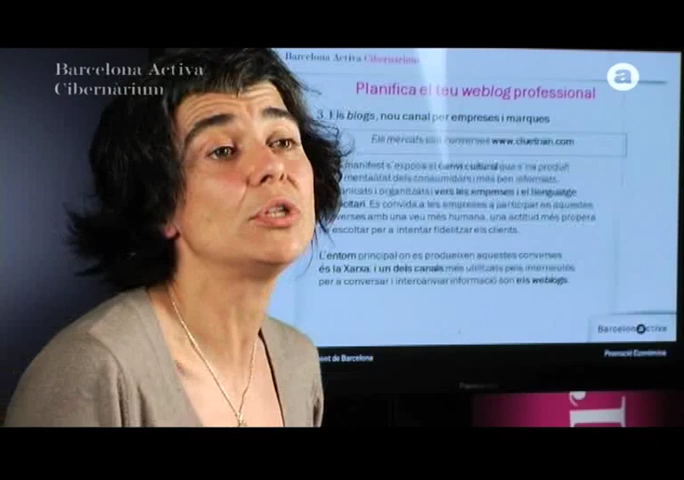 Barcelona Activa
Cibernàrium
Barcelona Activa Cibernàrium
a
Planifica el teu weblog professional
3. Els blogs, nou canal per empreses i marques
Els mercats són converses www.cluetrain.com
manifest s'exposa el canvi cultural que s'ha produït
mentalitat dels consumidors i més ben informats,
i organitzats vers les empreses i el llenguatge
Es convida a les empreses a participar en aquestes
amb una veu més humana, una actitud més propera
escoltar per a intentar fidelitzar els clients.
L'entorn principal on es produeixen aquestes converses
és la Xarxa, i un dels canals més utilitzats pels internautes
per a conversar i intercanviar informació són els weblogs.
Barcelona Activa
de Barcelona
Promoció Econòmica
Panasonic